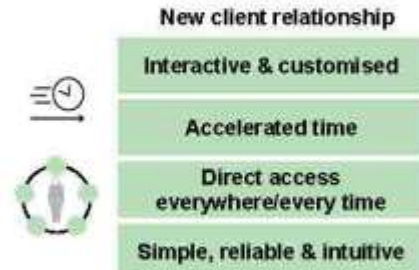 New client relationship
Interactive & customised
Accelerated time
Direct access
everywhere/every time
Simple, reliable & intuitive